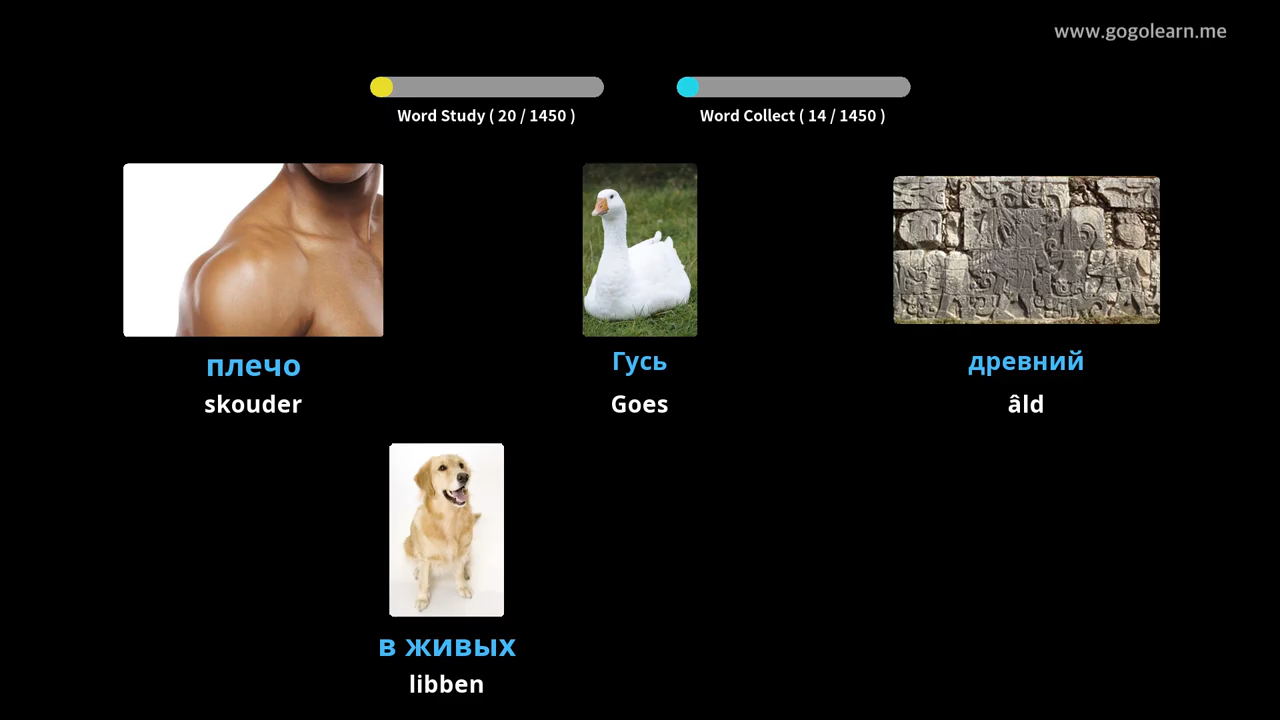 www.gogolearn.me
Word Study ( 20 / 1450 )
Word Collect ( 14 / 1450 )
плечо
skouder
Гусь
Goes
древний
âld
в живых
libben